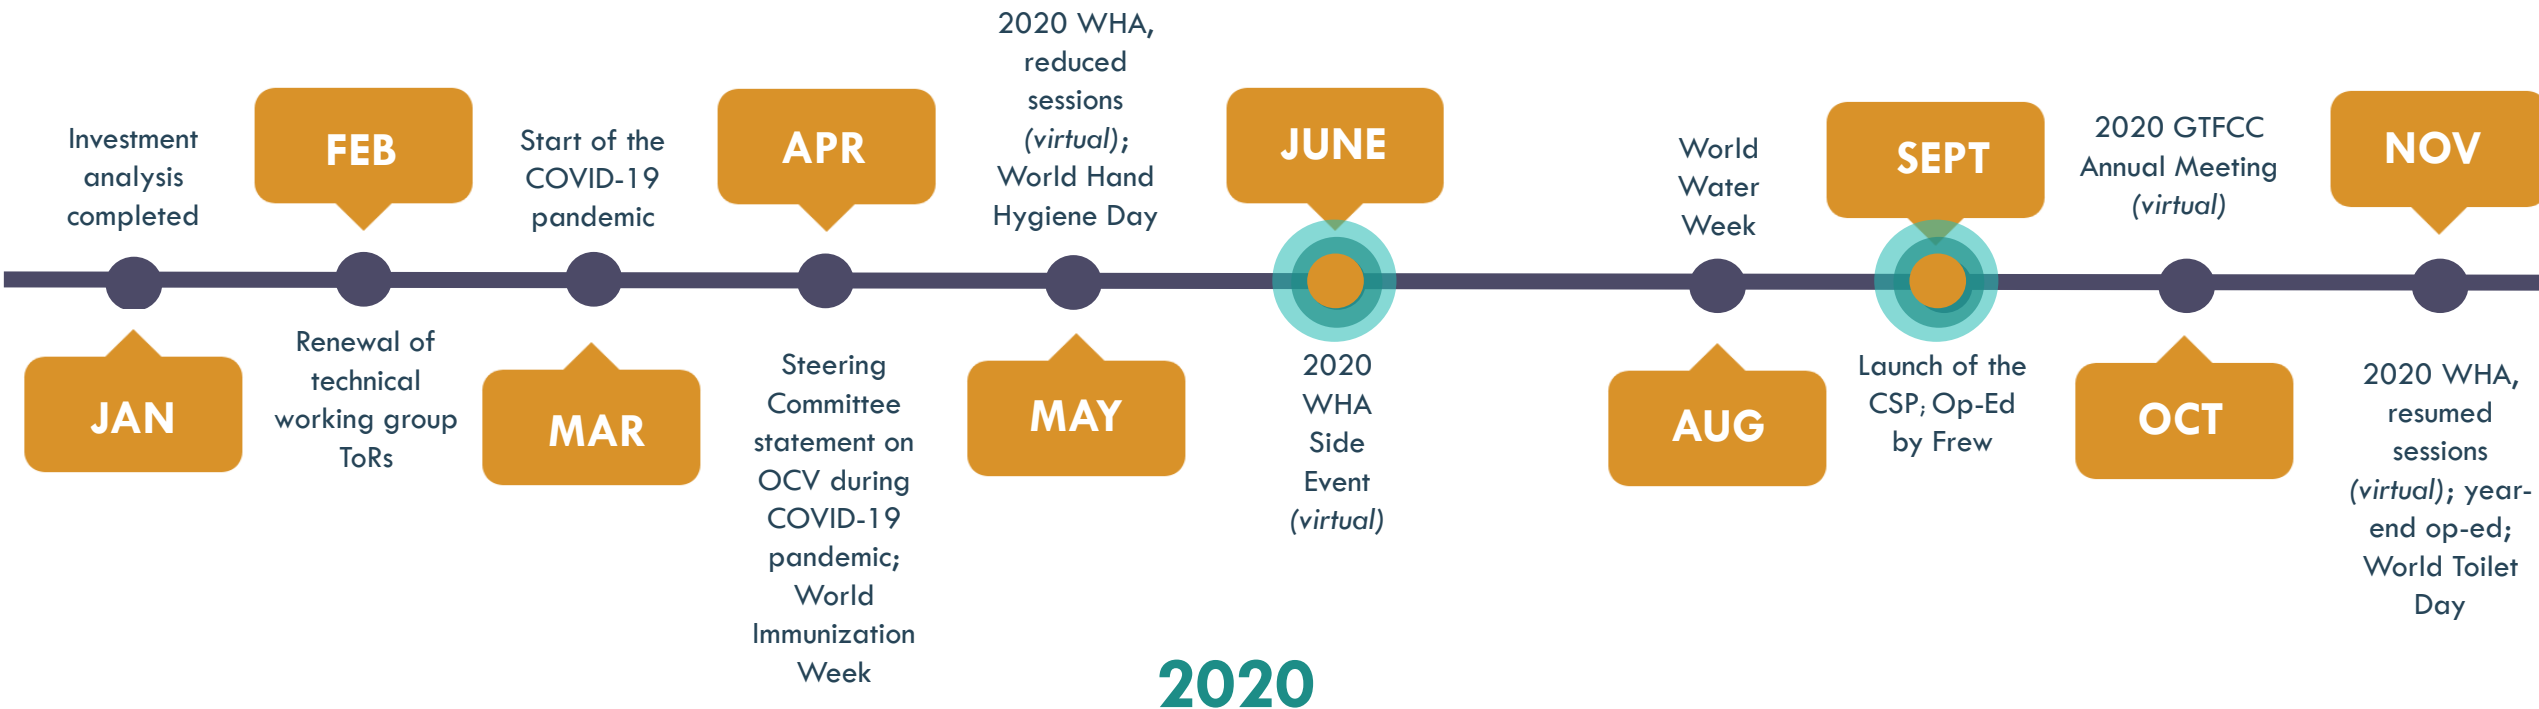 Investment
analysis
completed
JAN
FEB
Renewal of
technical
working group
ToRs
Start of the
COVID-19
pandemic
MAR
APR
Steering
Committee
statement on
OCV during
COVID-19
pandemic;
World
Immunization
Week
2020 WHA,
reduced
sessions
(virtual);
World Hand
Hygiene Day
MAY
JUNE
2020
WHA
Side
Event
(virtual)
World
Water
Week
AUG
SEPT
Launch of the
CSP; Op-Ed
by Frew
2020 GTFCC
Annual Meeting
(virtual)
OCT
NOV
2020 WHA,
resumed
sessions
(virtual); year-
end op-ed;
World Toilet
Day
2020